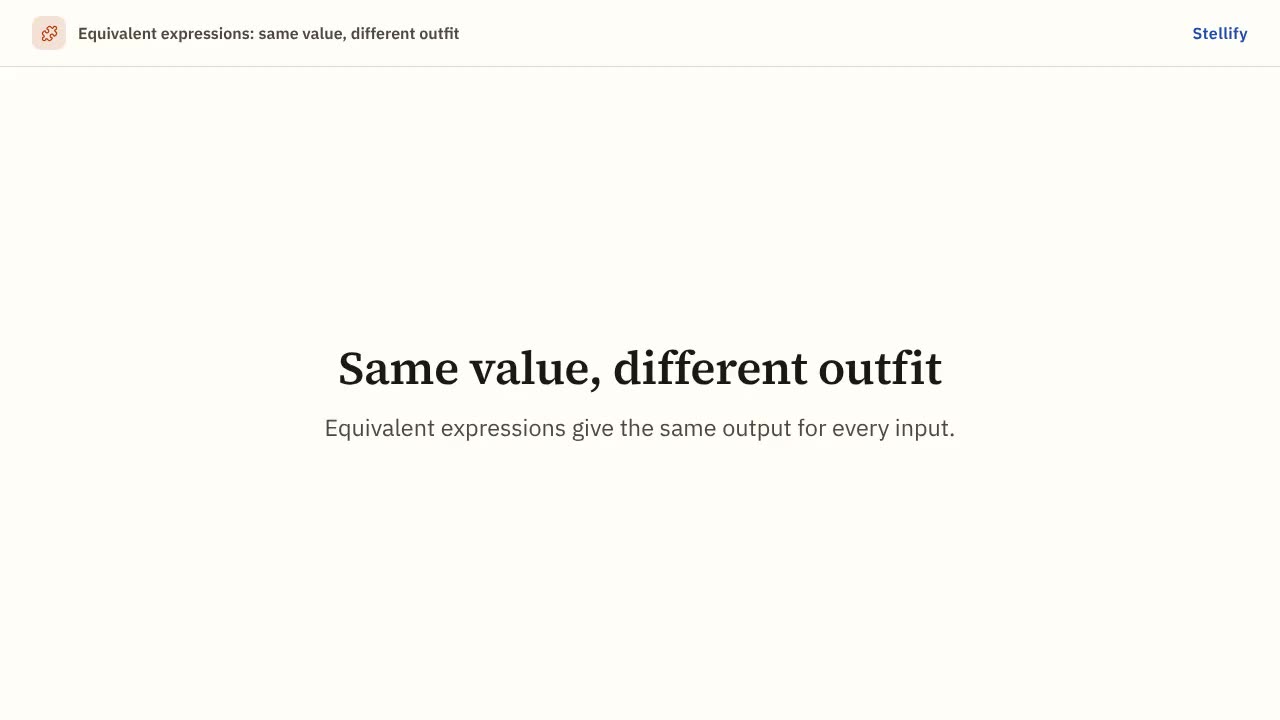 Equivalent expressions: same value, different outfit
Stellify
Same value, different outfit
Equivalent expressions give the same output for every input.